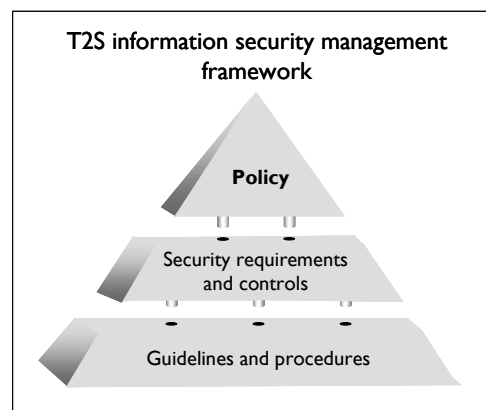 T2S information security management
framework
Policy
Security requirements
and controls
Guidelines and procedures